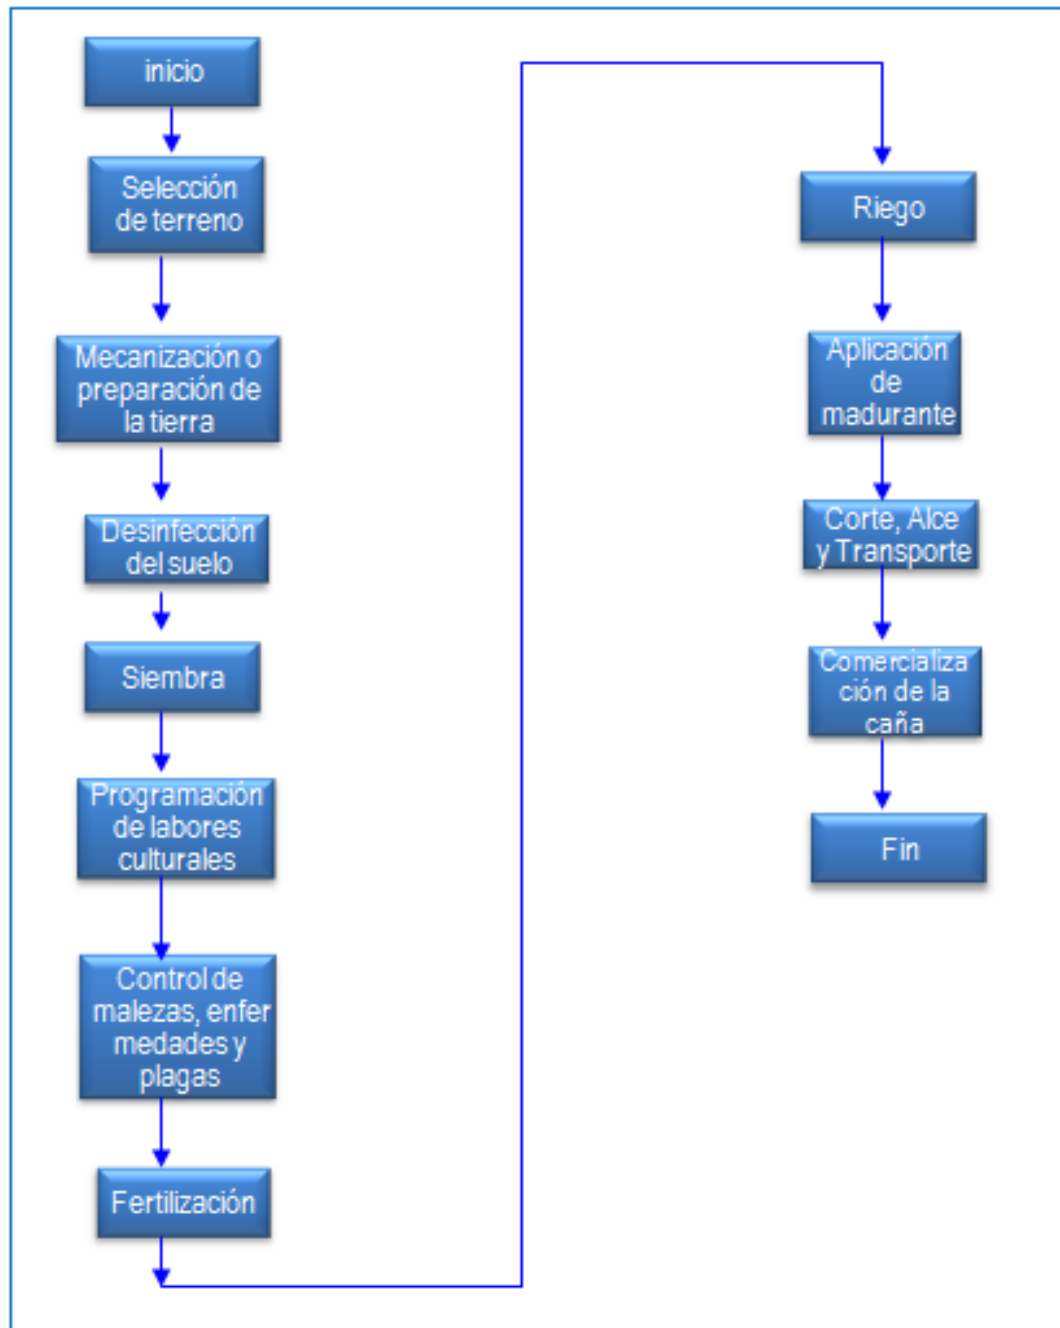 inicio
Selección
de terreno
Mecanización o
preparación de
la tierra
Desinfección
del suelo
Siembra
Programación
de labores
culturales
Control de
malezas, enfer
medades y
plagas
Fertilización
Riego
Aplicación
de
madurante
Corte, Alce
y Transporte
Comercializa
ción de la
caña
Fin